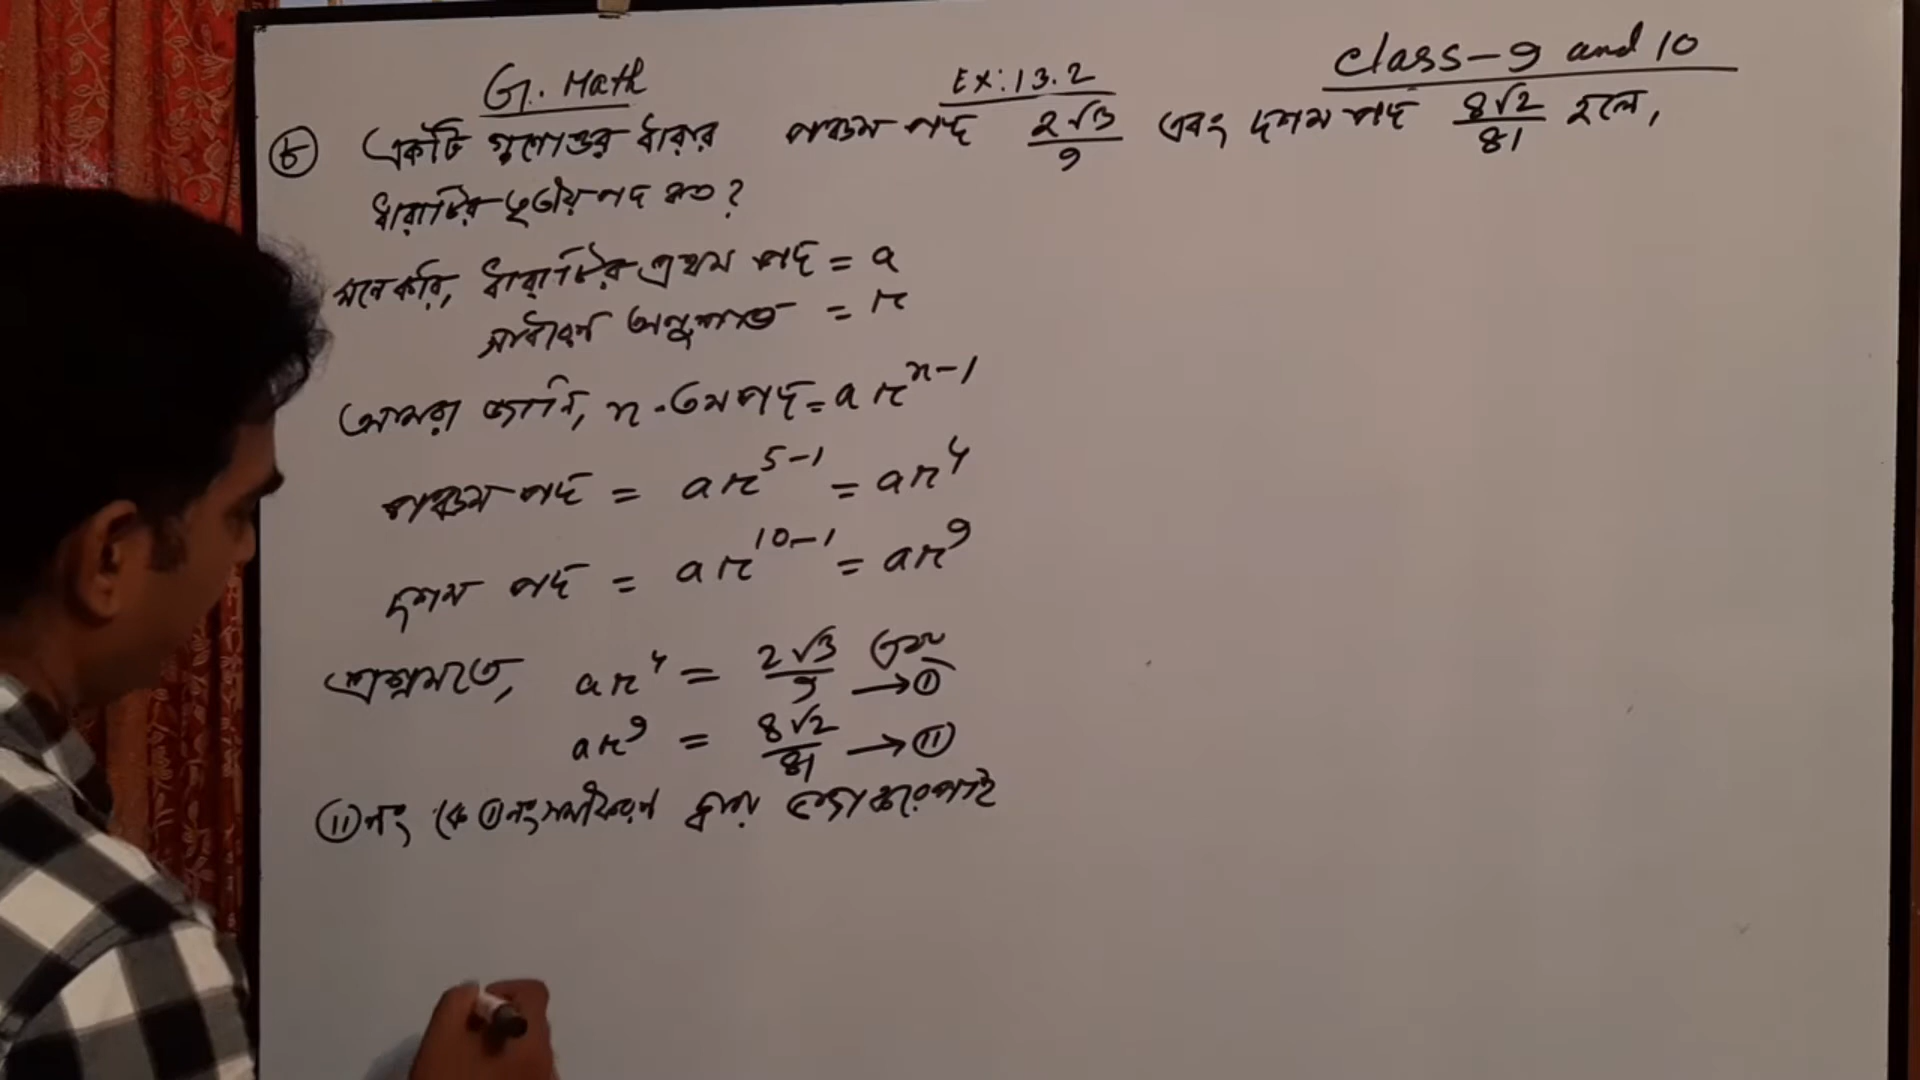 G. Math Ex: 13.2 Class-9 and 10
৮ একটি গুণোত্তর ধারার পঞ্চম পদ 2√3/9 এবং দশম পদ 8√2/81 হলে,
ধারাটির তৃতীয় পদ কত?
মনেকরি, ধারাটির প্রথম পদ = a
সাধারণ অনুপাত = r
আমরা জানি, n-তম পদ = ar^(n-1)
পঞ্চম পদ = ar^(5-1) = ar^4
দশম পদ = ar^(10-1) = ar^9
প্রশ্নমতে, ar^4 = 2√3/9 এবং → (i)
ar^9 = 8√2/81 → (ii)
(ii) নং কে (i) নং সমীকরণ দ্বারা ভাগ করে পাই